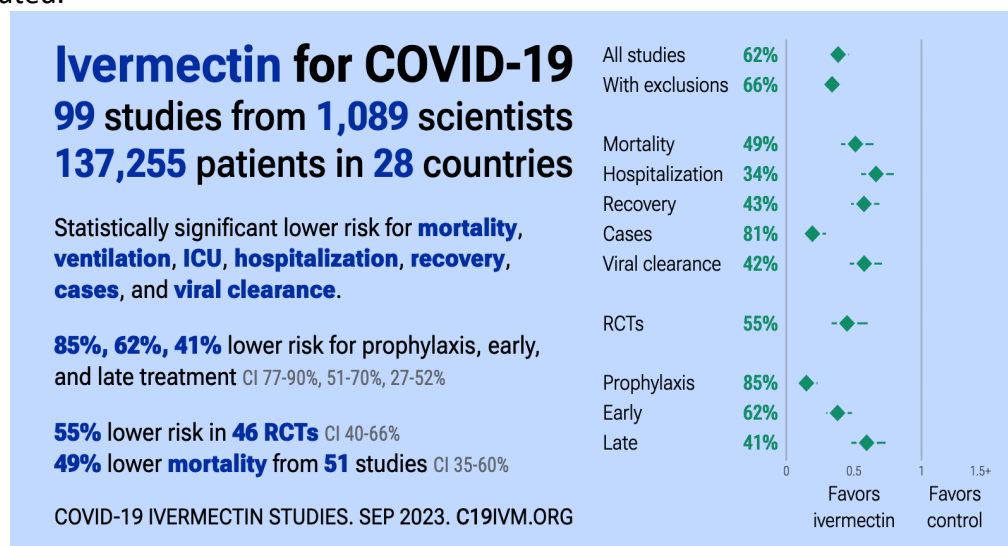 Ivermectin for COVID-19
99 studies from 1,089 scientists
137,255 patients in 28 countries
Statistically significant lower risk for mortality,
ventilation, ICU, hospitalization, recovery,
cases, and viral clearance.
85%, 62%, 41% lower risk for prophylaxis, early,
and late treatment CI 77-90%, 51-70%, 27-52%
55% lower risk in 46 RCTs CI 40-66%
49% lower mortality from 51 studies CI 35-60%
COVID-19 IVERMECTIN STUDIES. SEP 2023. C19IVM.ORG
All studies 62%
With exclusions 66%
Mortality 49%
Hospitalization 34%
Recovery 43%
Cases 81%
Viral clearance 42%
RCTs 55%
Prophylaxis 85%
Early 62%
Late 41%
0 0.5 1 1.5+
Favors Favors
ivermectin control